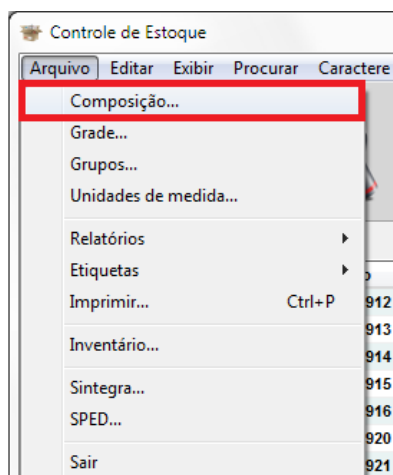 Controle de Estoque
Arquivo Editar Exibir Procurar Caractere
Composição...
Grade...
Grupos...
Unidades de medida...
Relatórios
Etiquetas
Imprimir... Ctrl+P
912
913
Inventário...
914
Sintegra...
915
SPED...
916
920
Sair
921